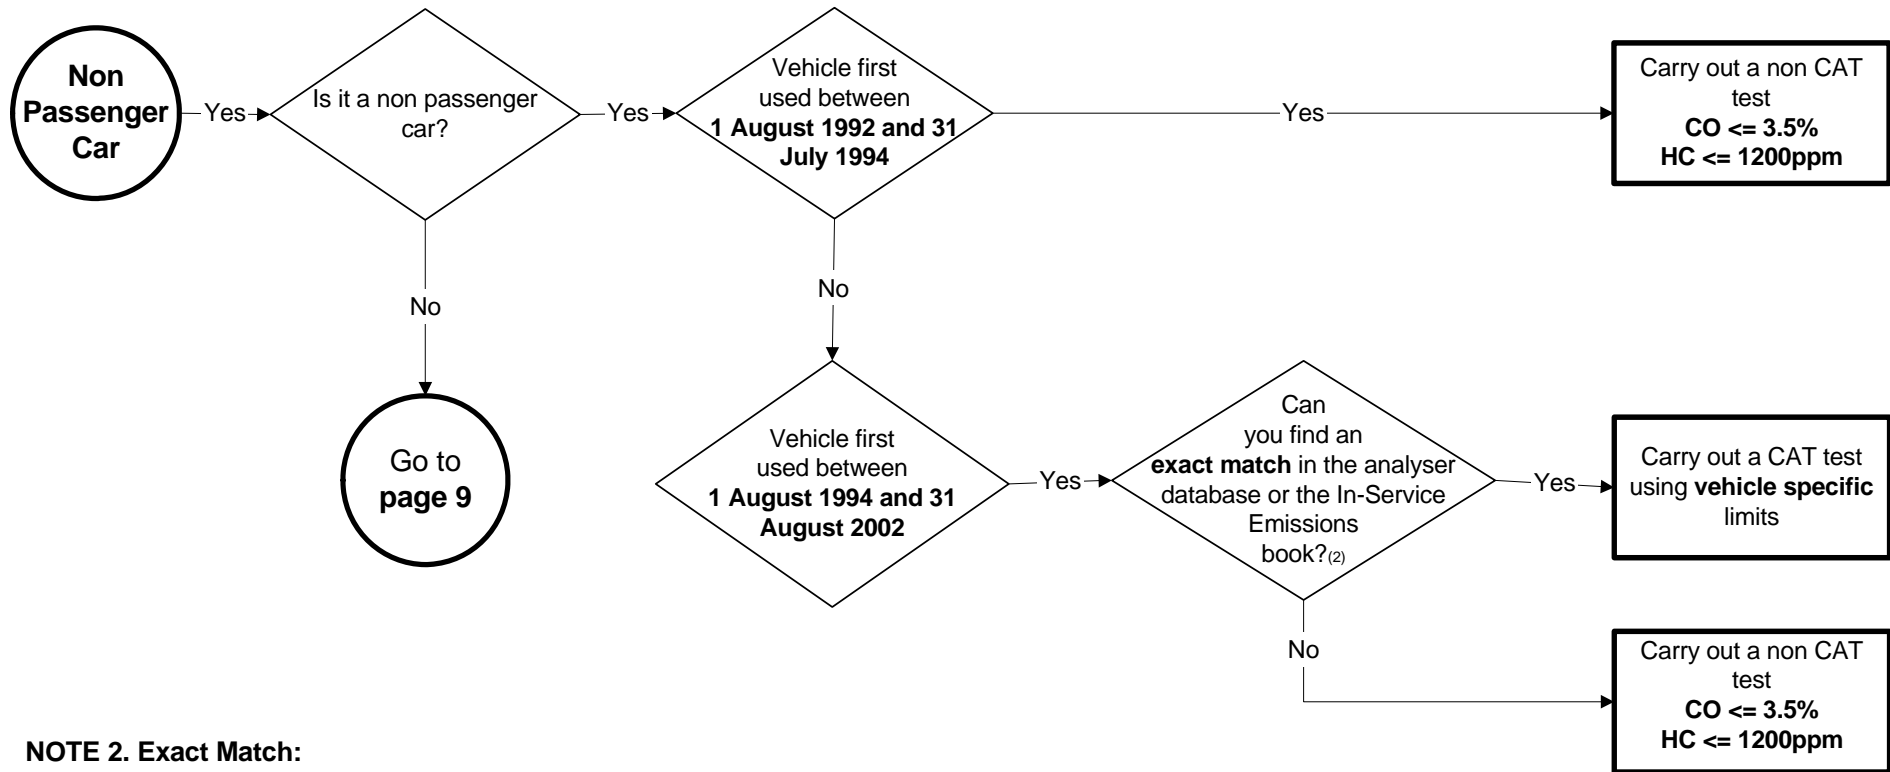 Non
Passenger
Car
Yes
Is it a non passenger
car?
Yes
Vehicle first
used between
1 August 1992 and 31
July 1994
Yes
Carry out a non CAT
test
CO <= 3.5%
HC <= 1200ppm
No
No
Go to
page 9
Vehicle first
used between
1 August 1994 and 31
August 2002
Yes
Can
you find an
exact match in the analyser
database or the In-Service
Emissions
book?(2)
Yes
Carry out a CAT test
using vehicle specific
limits
No
Carry out a non CAT
test
CO <= 3.5%
HC <= 1200ppm
NOTE 2. Exact Match: